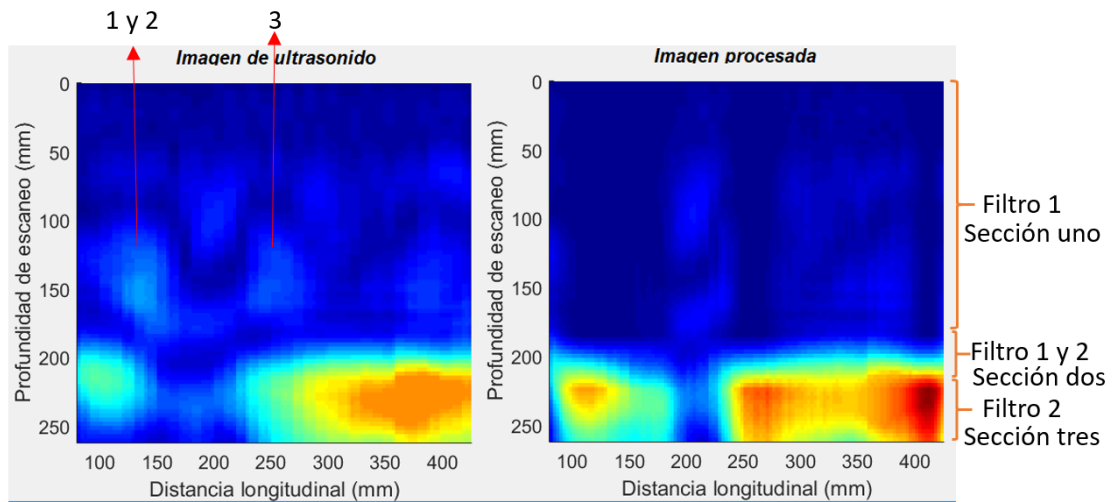 1 y 2
3
Imagen de ultrasonido
0
50
100
150
200
250
Profundidad de escaneo (mm)
100
150
200
250
300
350
400
Distancia longitudinal (mm)
Imagen procesada
0
50
100
150
200
250
Profundidad de escaneo (mm)
100
150
200
250
300
350
400
Distancia longitudinal (mm)
Filtro 1
Sección uno
Filtro 1 y 2
Sección dos
Filtro 2
Sección tres